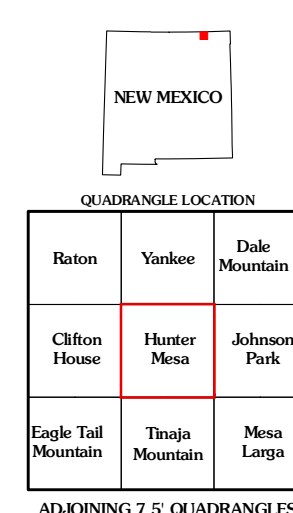 NEW MEXICO
QUADRANGLE LOCATION
Raton Yankee Dale Mountain
Clifton House Hunter Mesa Johnson Park
Eagle Tail Mountain Tinaja Mountain Mesa Larga
ADJOINING 7.5' QUADRANGLES